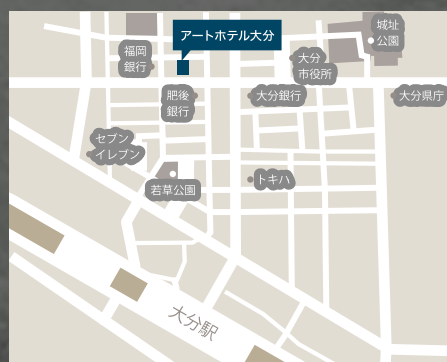 城址
公園
アートホテル大分
福岡
銀行
大分
市役所
肥後
銀行
大分銀行
大分県庁
セブン
イレブン
トキハ
若草公園
大分駅